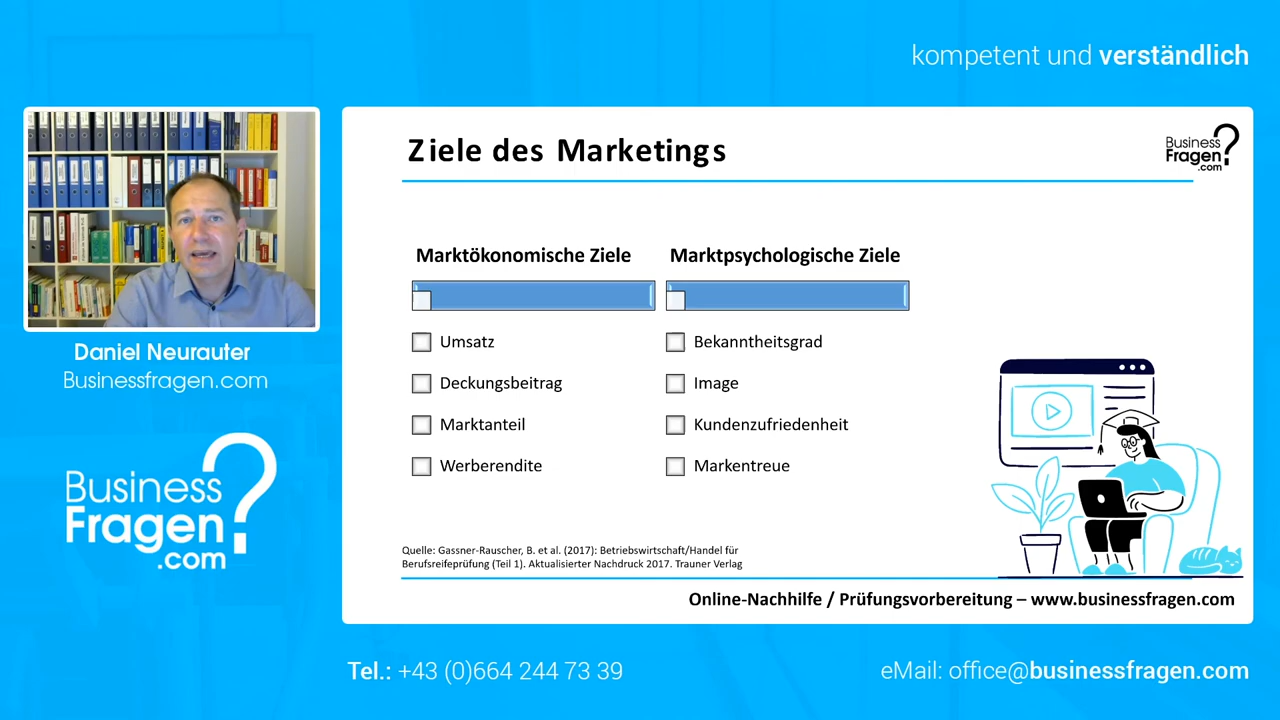 kompetent und verständlich
Ziele des Marketings
Business
Fragen?
.com
Marktökonomische Ziele
Marktpsychologische Ziele
Umsatz
Bekanntheitsgrad
Deckungsbeitrag
Image
Marktanteil
Kundenzufriedenheit
Werberendite
Markentreue
Daniel Neurauter
Businessfragen.com
Business
Fragen?
.com
Quelle: Gassner-Rauscher, B. et al. (2017): Betriebswirtschaft/Handel für
Berufsreifeprüfung (Teil 1). Aktualisierter Nachdruck 2017. Trauner Verlag
Online-Nachhilfe / Prüfungsvorbereitung – www.businessfragen.com
Tel.: +43 (0)664 244 73 39
eMail: office@businessfragen.com